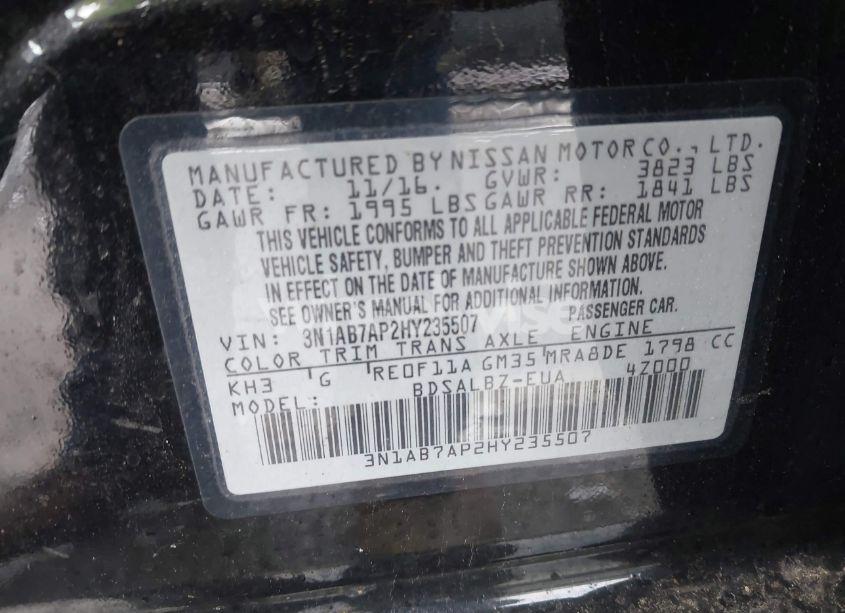 MANUFACTURED BY NISSAN MOTOR CO., LTD.
DATE: 11/16. GVWR: 3823 LBS
GAWR FR: 1995 LBS GAWR RR: 1841 LBS
THIS VEHICLE CONFORMS TO ALL APPLICABLE FEDERAL MOTOR
VEHICLE SAFETY, BUMPER AND THEFT PREVENTION STANDARDS
IN EFFECT ON THE DATE OF MANUFACTURE SHOWN ABOVE.
SEE OWNER'S MANUAL FOR ADDITIONAL INFORMATION.
VIN: 3N1AB7AP2HY235507 PASSENGER CAR.
COLOR TRIM TRANS AXLE ENGINE
KH3 G RE0F11A GM35 MRA8DE 1798 CC
MODEL: BDSALBZ-EUA 4Z000
3N1AB7AP2HY235507